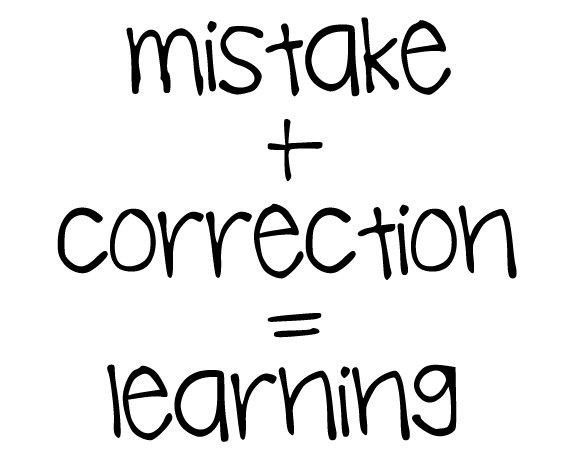 mistake
+
correction
=
learning